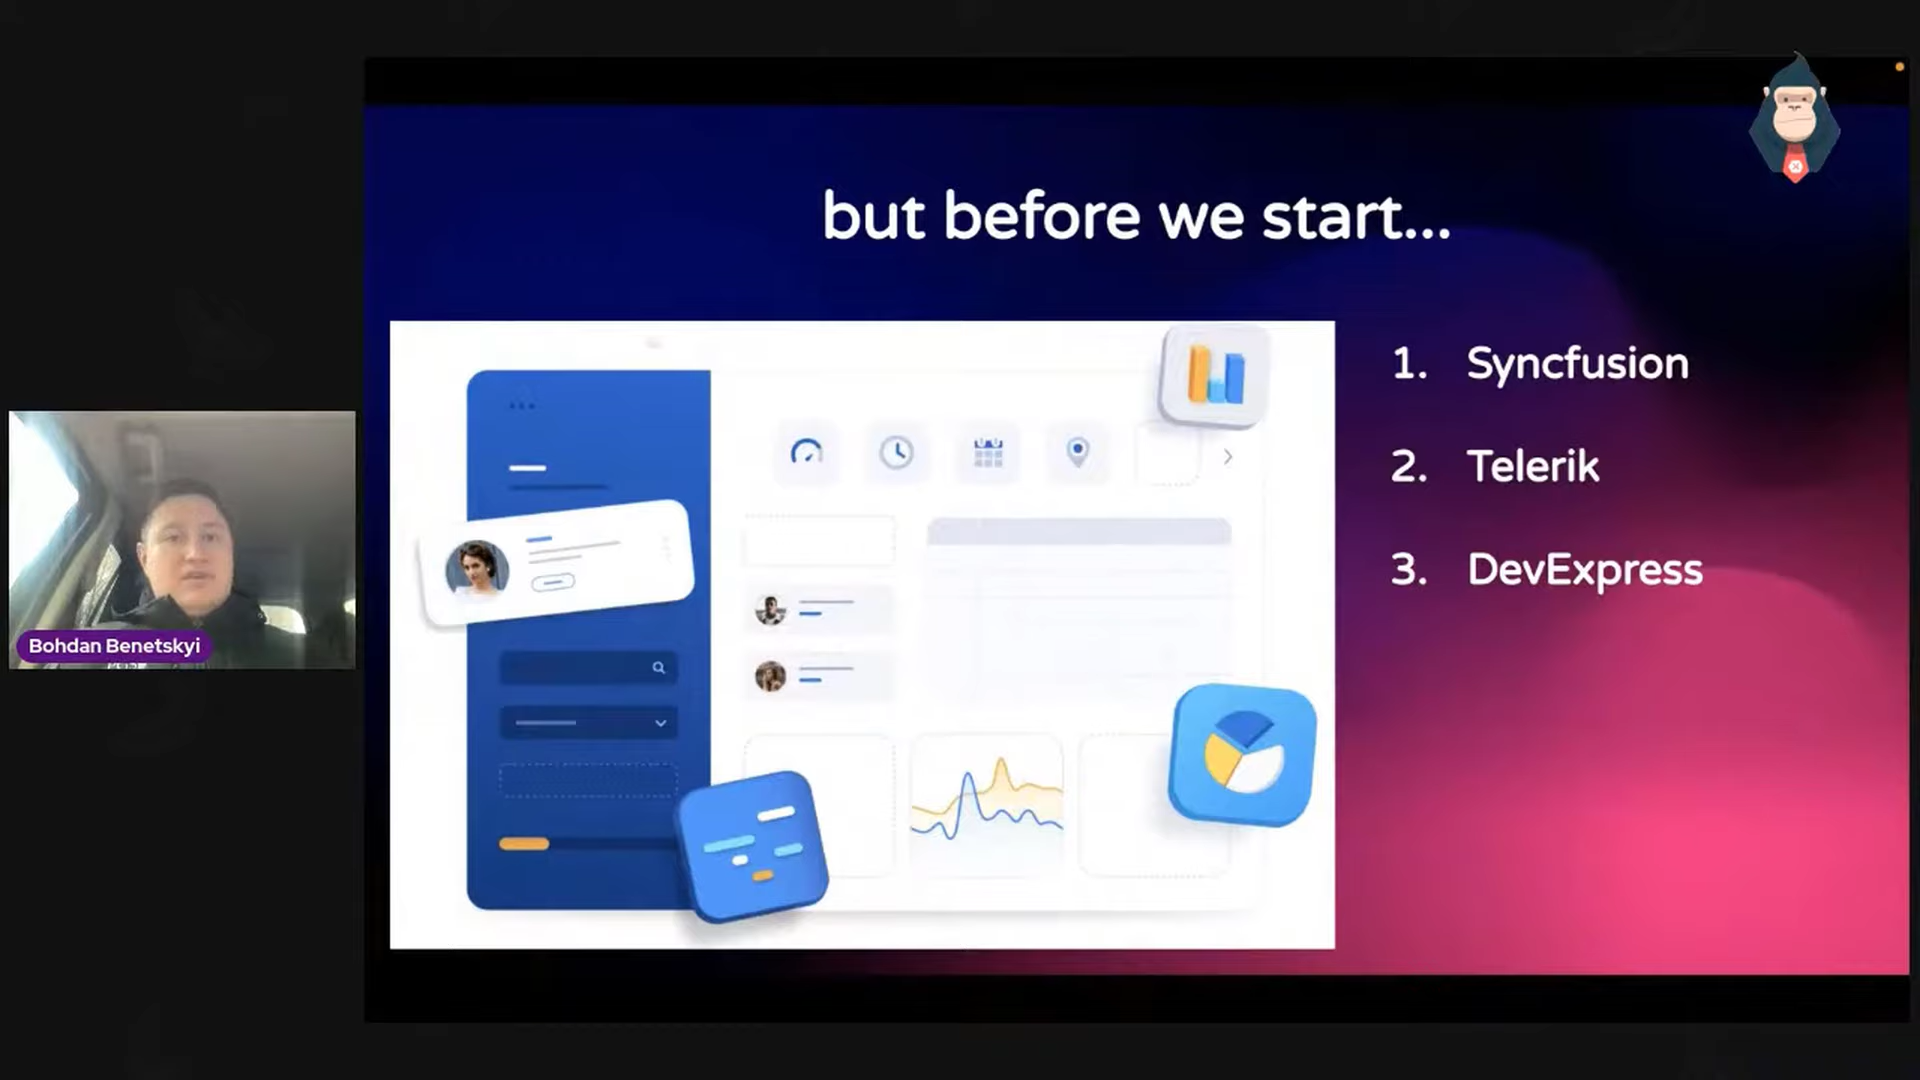 but before we start...
1. Syncfusion
2. Telerik
3. DevExpress
Bohdan Benetskyi